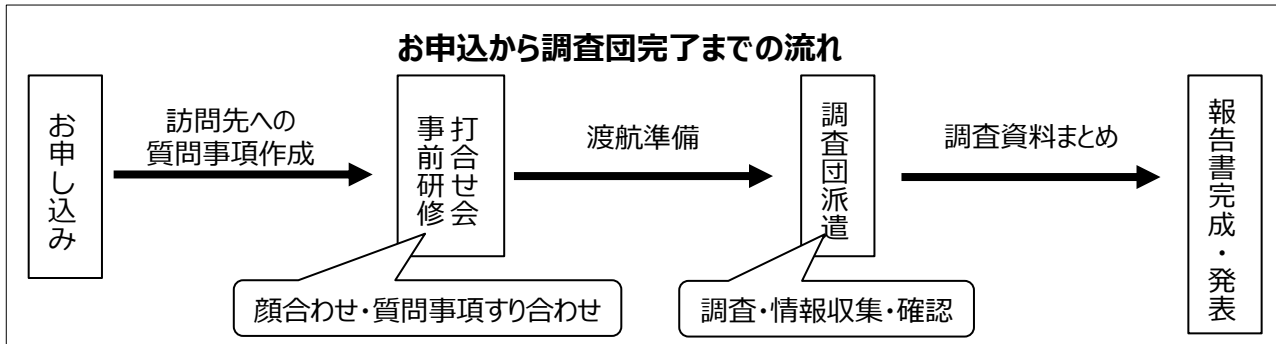 お申込から調査団完了までの流れ
お申し込み
訪問先への
質問事項作成
打合せ会
事前研修
顔合わせ・質問事項すり合わせ
渡航準備
調査団派遣
調査・情報収集・確認
調査資料まとめ
報告書完成・発表